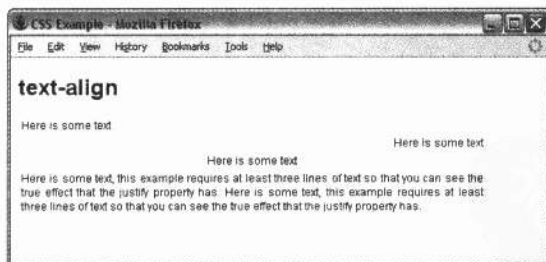 CSS Example - Mozilla Firefox
File Edit View History Bookmarks Tools Help
text-align
Here is some text
Here is some text
Here is some text
Here is some text, this example requires at least three lines of text so that you can see the
true effect that the justify property has. Here is some text, this example requires at least
three lines of text so that you can see the true effect that the justify property has.